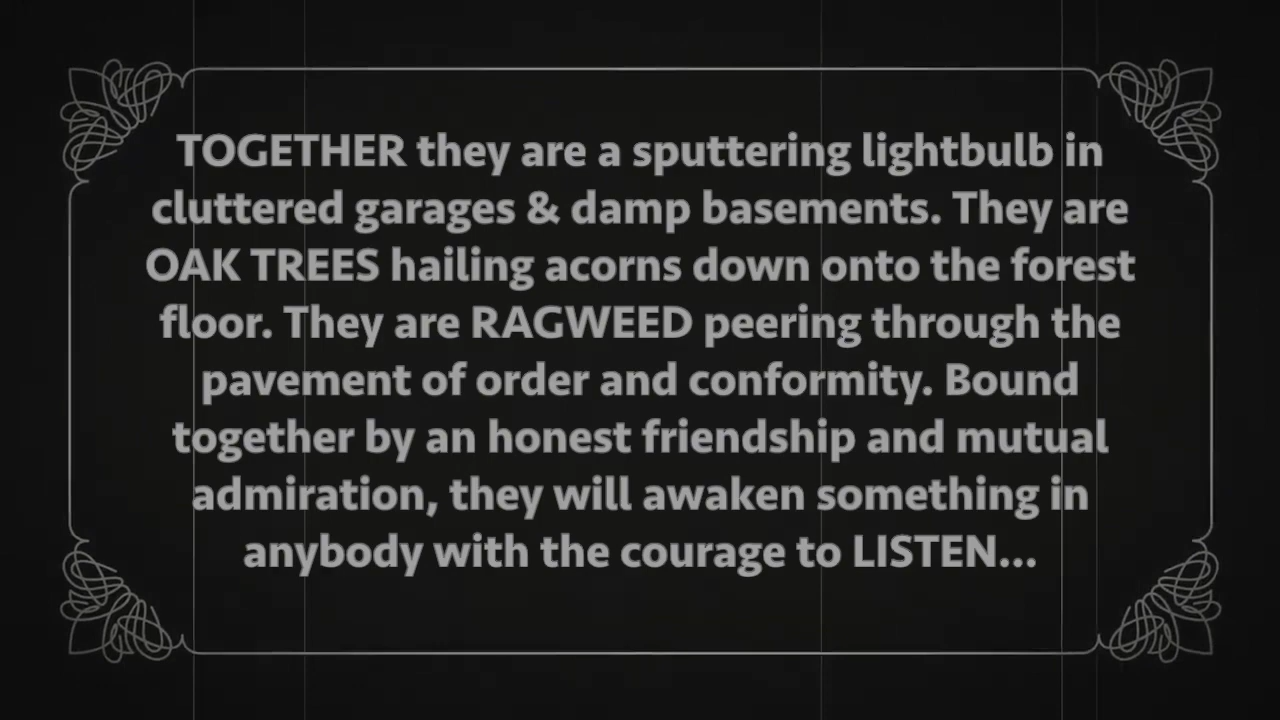 TOGETHER they are a sputtering lightbulb in
cluttered garages & damp basements. They are
OAK TREES hailing acorns down onto the forest
floor. They are RAGWEED peering through the
pavement of order and conformity. Bound
together by an honest friendship and mutual
admiration, they will awaken something in
anybody with the courage to LISTEN...